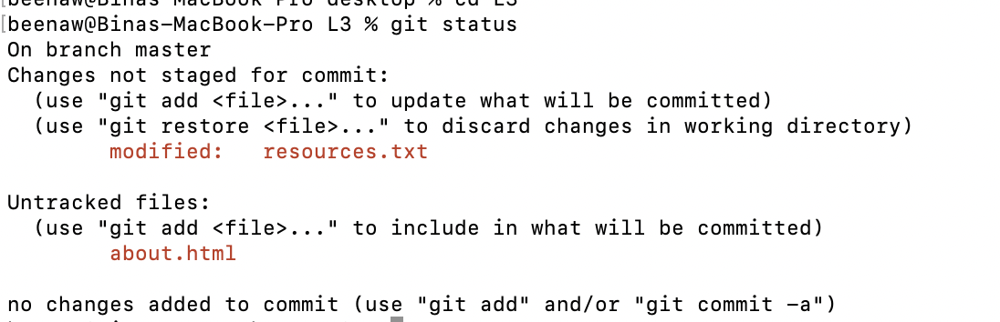 [beenaw@Binas-MacBook-Pro desktop % cd L3
[beenaw@Binas-MacBook-Pro L3 % git status
On branch master
Changes not staged for commit:
  (use "git add <file>..." to update what will be committed)
  (use "git restore <file>..." to discard changes in working directory)
        modified:   resources.txt

Untracked files:
  (use "git add <file>..." to include in what will be committed)
        about.html

no changes added to commit (use "git add" and/or "git commit -a")